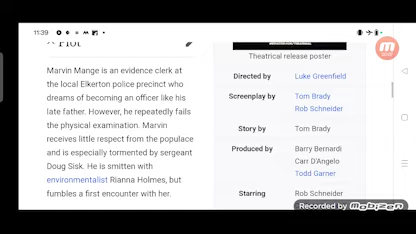 11:39
Plot
Marvin Mange is an evidence clerk at
the local Elkerton police precinct who
dreams of becoming an officer like his
late father. However, he repeatedly fails
the physical examination. Marvin
receives little respect from the populace
and is especially tormented by sergeant
Doug Sisk. He is smitten with
environmentalist Rianna Holmes, but
fumbles a first encounter with her.
Theatrical release poster
Directed by Luke Greenfield
Screenplay by Tom Brady
Rob Schneider
Story by Tom Brady
Produced by Barry Bernardi
Carr D'Angelo
Todd Garner
Starring Rob Schneider
Recorded by Mobizen